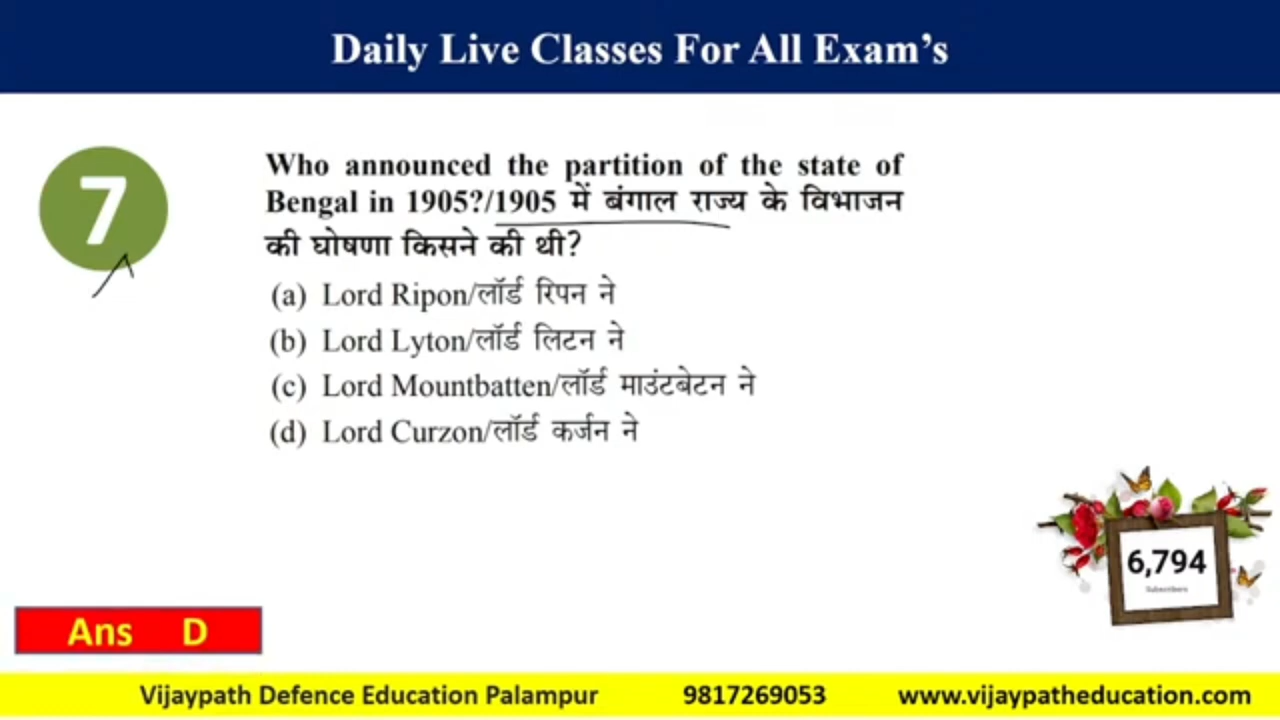 Daily Live Classes For All Exam’s
7
Who announced the partition of the state of
Bengal in 1905?/1905 में बंगाल राज्य के विभाजन
की घोषणा किसने की थी?
(a) Lord Ripon/लॉर्ड रिपन ने
(b) Lord Lyton/लॉर्ड लिटन ने
(c) Lord Mountbatten/लॉर्ड माउंटबेटन ने
(d) Lord Curzon/लॉर्ड कर्जन ने
6,794
Subscribers
Ans D
Vijaypath Defence Education Palampur 9817269053 www.vijaypatheducation.com